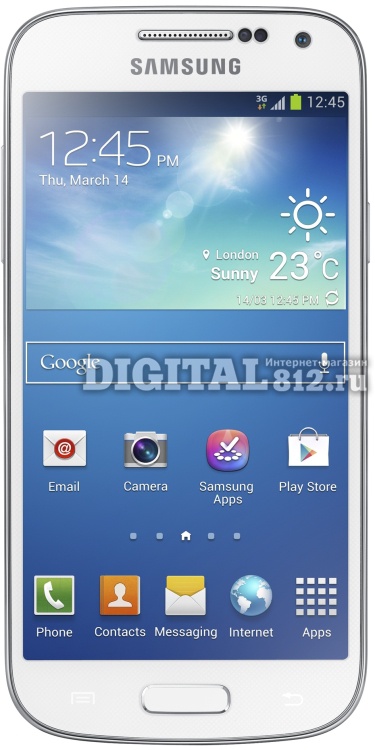 SAMSUNG
3G 12:45
12:45 PM
Thu, March 14
London
Sunny 23°C
14/03 12:45 PM
Google
Интернет-магазин
DIGITAL812.ru
Email
Camera
Samsung Apps
Play Store
Phone
Contacts
Messaging
Internet
Apps